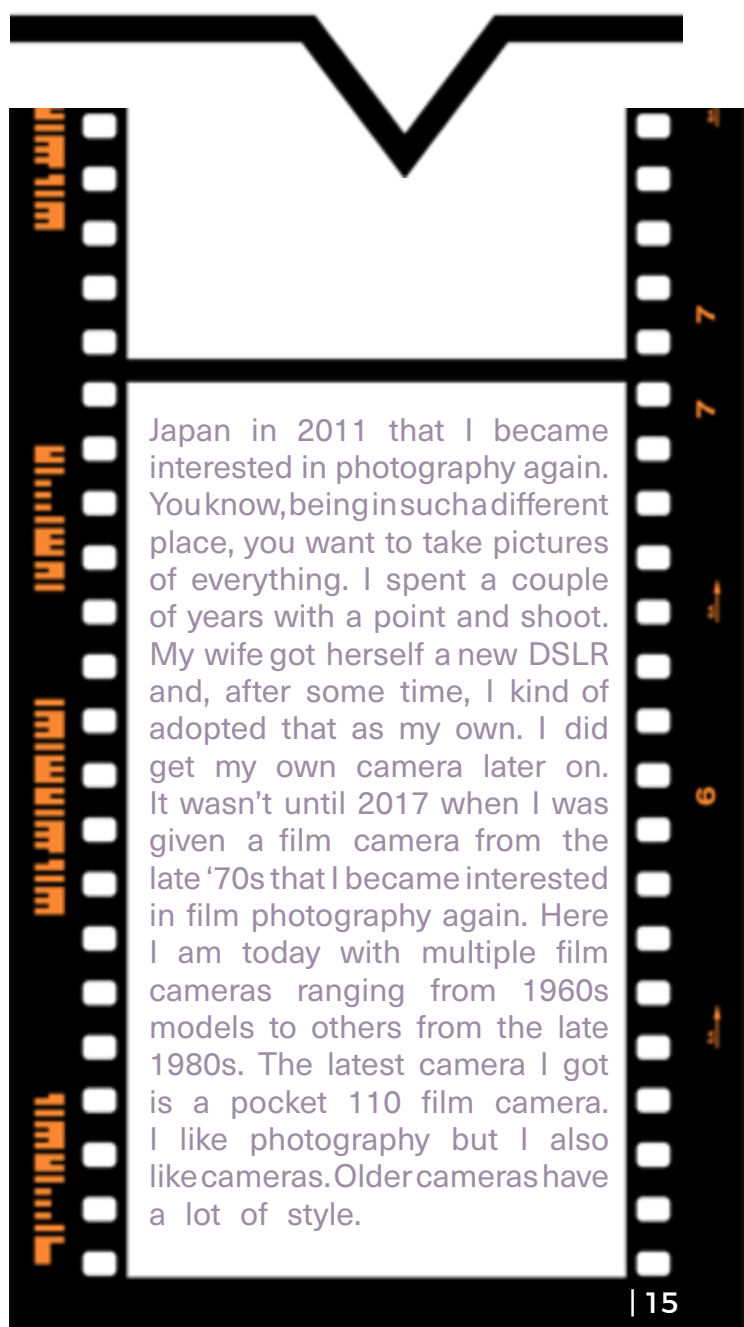 7
7
Japan in 2011 that I became
interested in photography again.
You know, being in such a different
place, you want to take pictures
of everything. I spent a couple
of years with a point and shoot.
My wife got herself a new DSLR
and, after some time, I kind of
adopted that as my own. I did
get my own camera later on.
It wasn't until 2017 when I was
given a film camera from the
late ‘70s that I became interested
in film photography again. Here
I am today with multiple film
cameras ranging from 1960s
models to others from the late
1980s. The latest camera I got
is a pocket 110 film camera.
I like photography but I also
like cameras. Older cameras have
a lot of style.
6
| 15